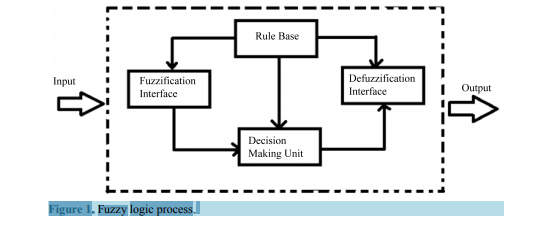 Rule Base
Input
Fuzzification
Interface
Defuzzification
Interface
Output
Decision
Making Unit
Figure 1. Fuzzy logic process.